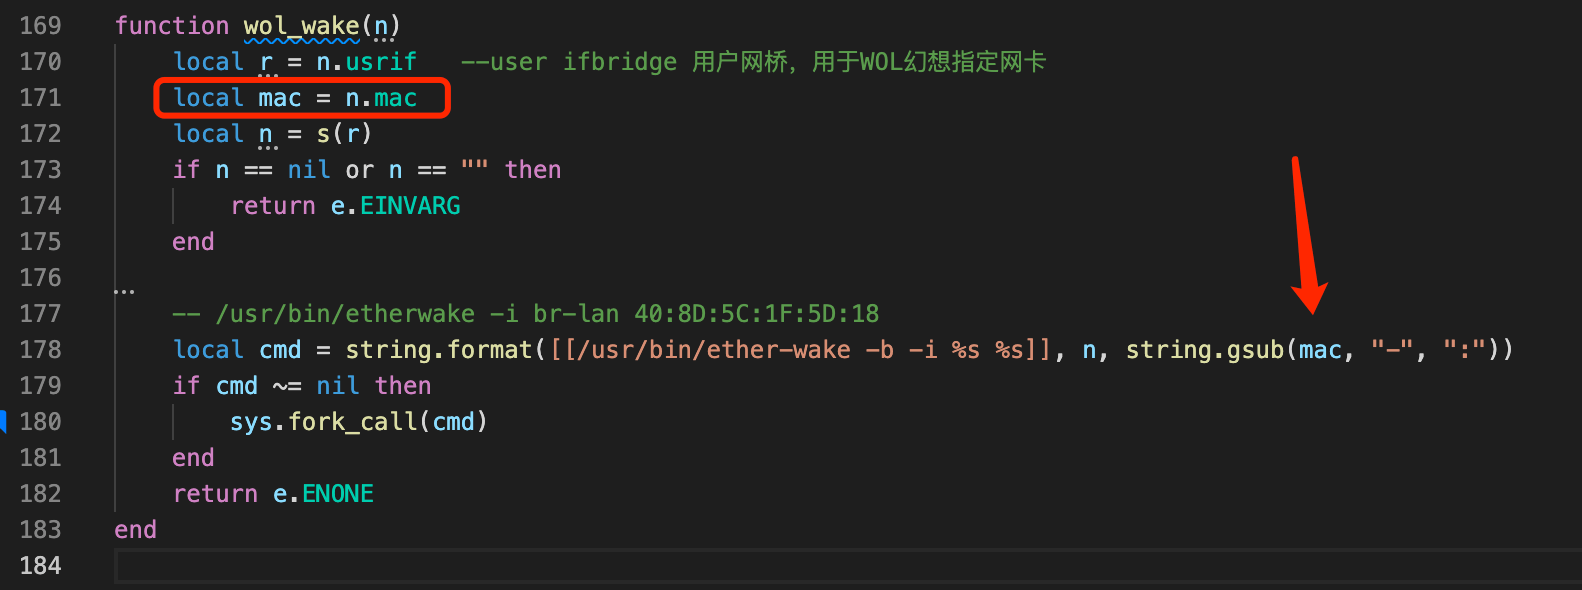 169 function wol_wake(n)
170     local r = n.usrif   --user ifbridge 用户网桥，用于WOL幻想指定网卡
171     local mac = n.mac
172     local n = s(r)
173     if n == nil or n == "" then
174         return e.EINVARG
175     end
176
177     -- /usr/bin/etherwake -i br-lan 40:8D:5C:1F:5D:18
178     local cmd = string.format([[/usr/bin/ether-wake -b -i %s %s]], n, string.gsub(mac, "-", ":"))
179     if cmd ~= nil then
180         sys.fork_call(cmd)
181     end
182     return e.ENONE
183 end
184